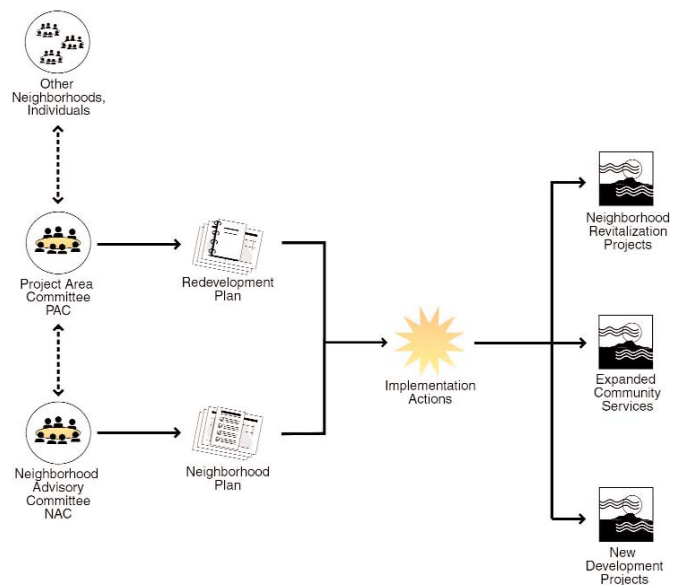 Other
Neighborhoods,
Individuals
Project Area
Committee
PAC
Redevelopment
Plan
Neighborhood
Advisory
Committee
NAC
Neighborhood
Plan
Implementation
Actions
Neighborhood
Revitalization
Projects
Expanded
Community
Services
New
Development
Projects